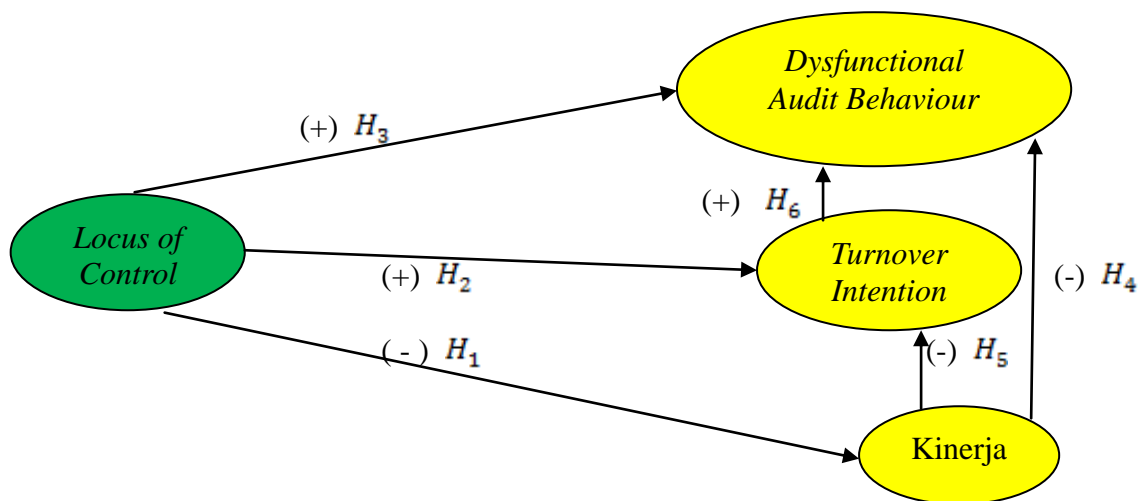 Dysfunctional
Audit Behaviour
(+) H₃
(+) H₆
Locus of
Control
Turnover
Intention
(+) H₂
(-) H₄
(-) H₁
(-) H₅
Kinerja